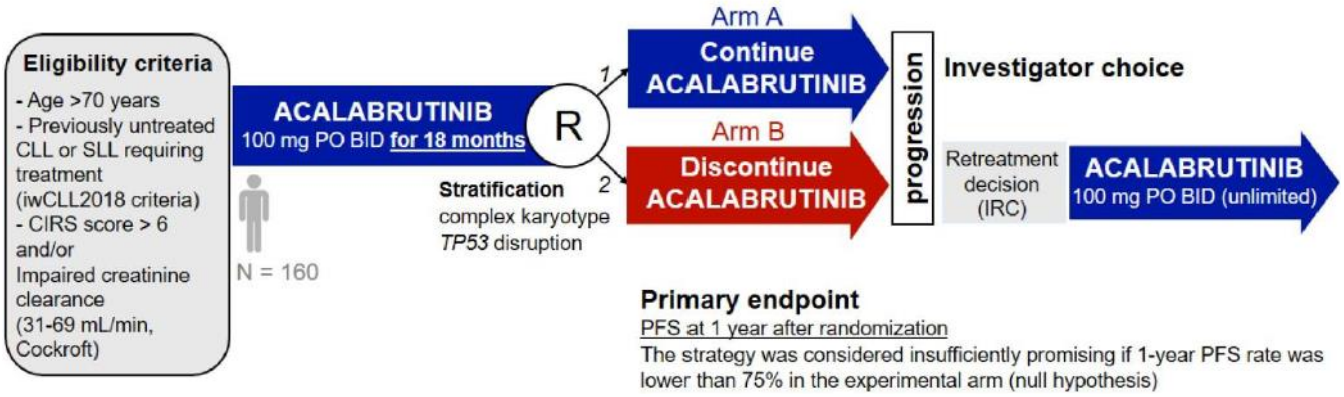 Eligibility criteria
- Age >70 years
- Previously untreated
CLL or SLL requiring
treatment
(iwCLL2018 criteria)
- CIRS score > 6
and/or
Impaired creatinine
clearance
(31-69 mL/min,
Cockroft)
ACALABRUTINIB
100 mg PO BID for 18 months
N = 160
R
Stratification
complex karyotype
TP53 disruption
1
2
Arm A
Continue
ACALABRUTINIB
Arm B
Discontinue
ACALABRUTINIB
progression
Investigator choice
Retreatment
decision
(IRC)
ACALABRUTINIB
100 mg PO BID (unlimited)
Primary endpoint
PFS at 1 year after randomization
The strategy was considered insufficiently promising if 1-year PFS rate was
lower than 75% in the experimental arm (null hypothesis)